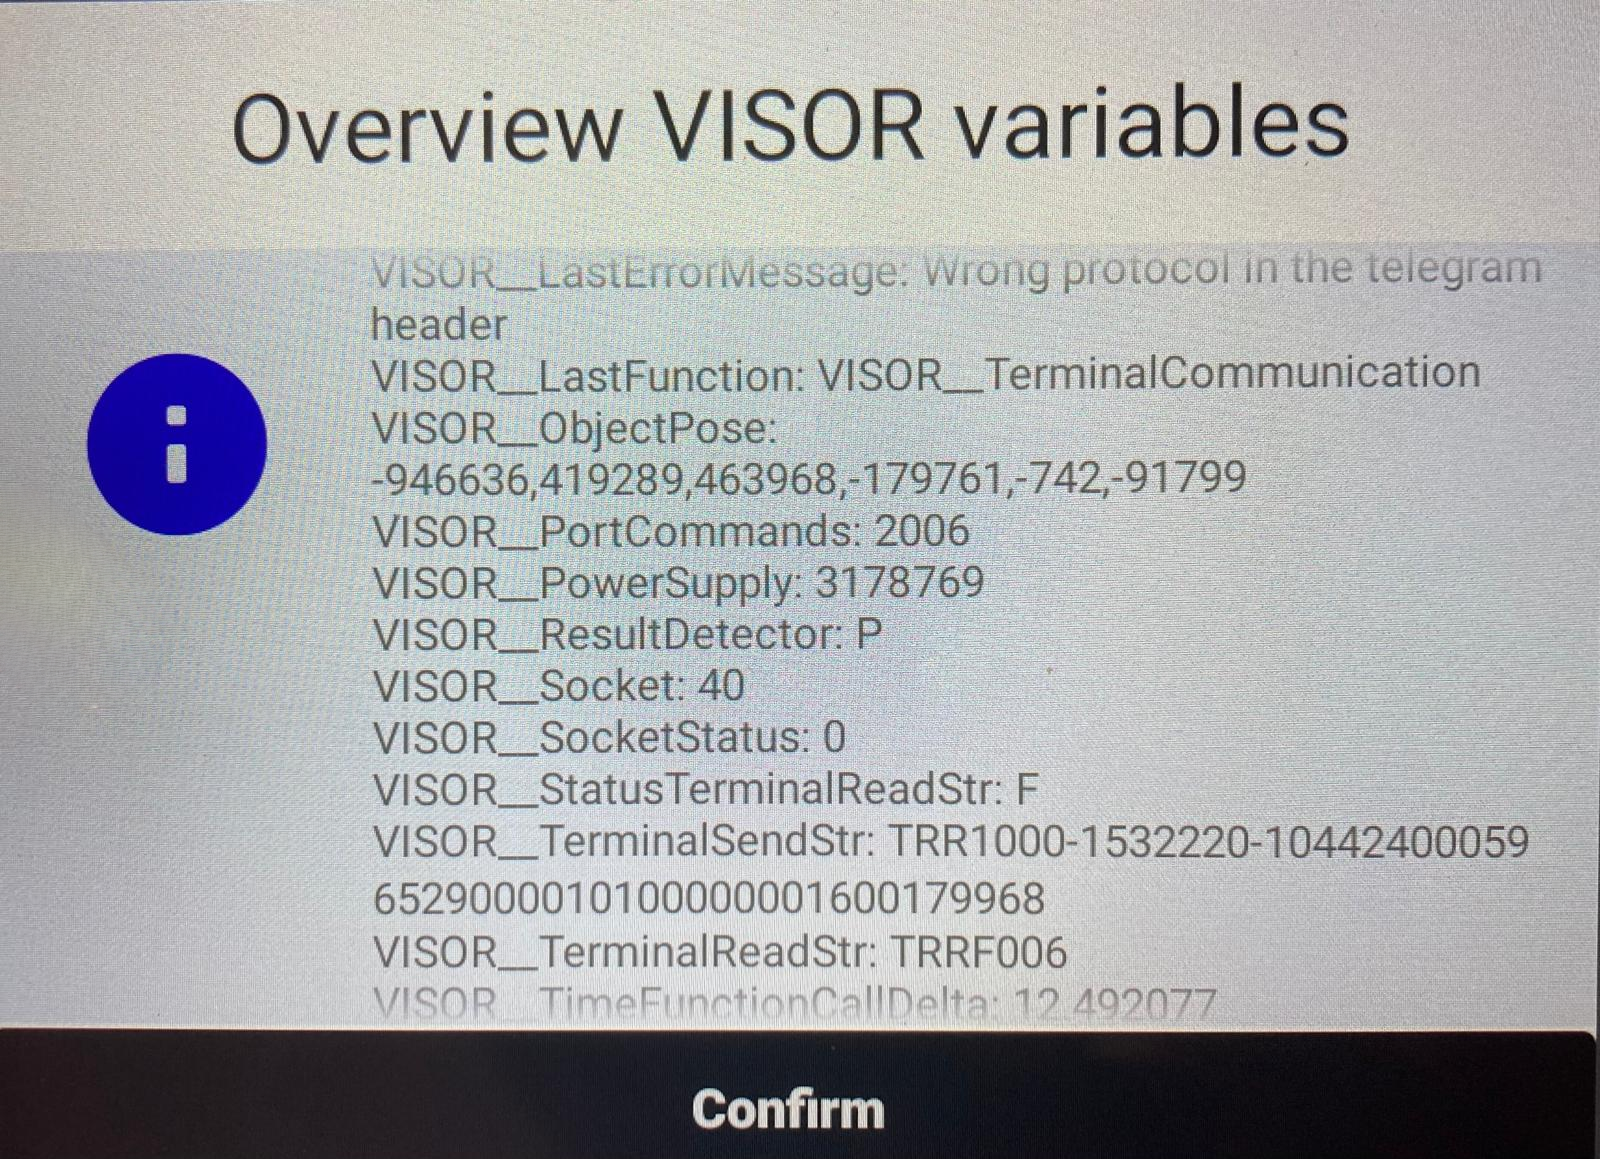 Overview VISOR variables
VISOR__LastErrorMessage: Wrong protocol in the telegram
header
VISOR__LastFunction: VISOR__TerminalCommunication
VISOR__ObjectPose:
-946636,419289,463968,-179761,-742,-91799
VISOR__PortCommands: 2006
VISOR__PowerSupply: 3178769
VISOR__ResultDetector: P
VISOR__Socket: 40
VISOR__SocketStatus: 0
VISOR__StatusTerminalReadStr: F
VISOR__TerminalSendStr: TRR1000-1532220-10442400059
6529000010100000001600179968
VISOR__TerminalReadStr: TRRF006
VISOR__TimeFunctionCallDelta: 12.492077
Confirm